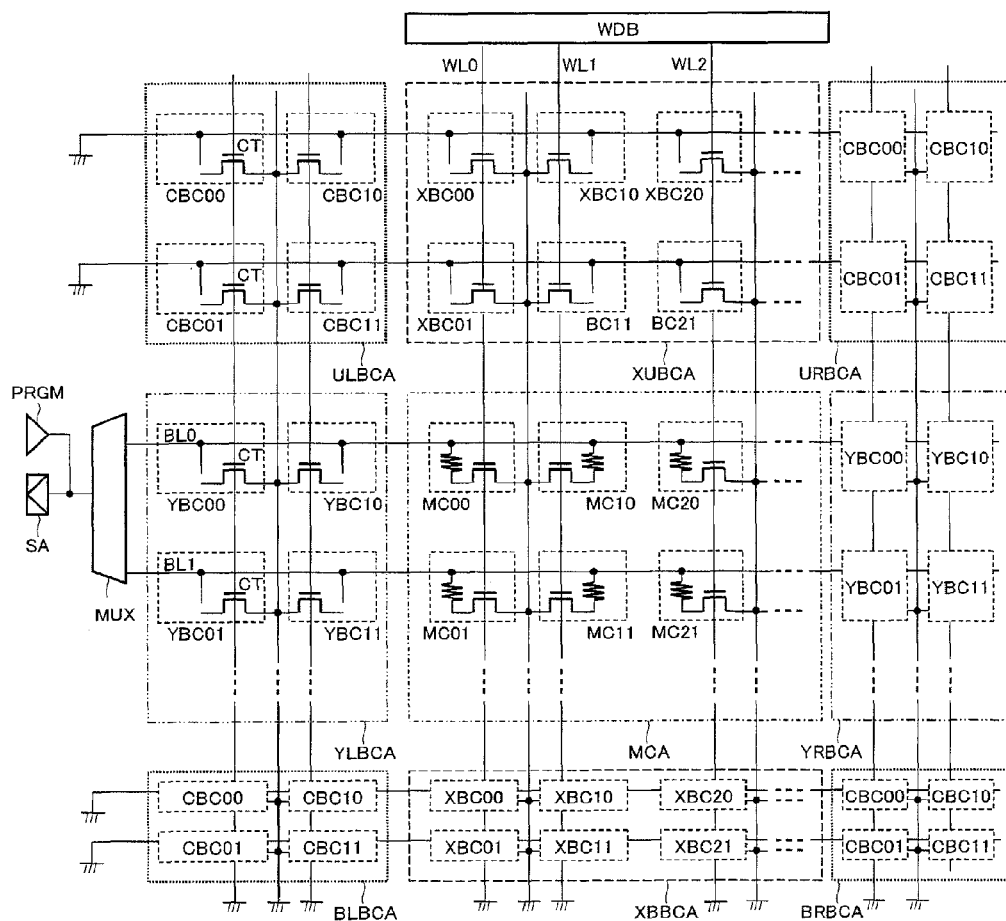 WDB
WL0 WL1 WL2
CT CT
CBC00 CBC10 XBC00 XBC10 XBC20 CBC00 CBC10
CT
CBC01 CBC11 XBC01 BC11 BC21 CBC01 CBC11
ULBCA XUBCA URBCA
PRGM
BL0 CT
YBC00 YBC10 MC00 MC10 MC20 YBC00 YBC10
SA
BL1 CT
MUX
YBC01 YBC11 MC01 MC11 MC21 YBC01 YBC11
YLBCA MCA YRBCA
CBC00 CBC10 XBC00 XBC10 XBC20 CBC00 CBC10
CBC01 CBC11 XBC01 XBC11 XBC21 CBC01 CBC11
BLBCA XBBCA BRBCA